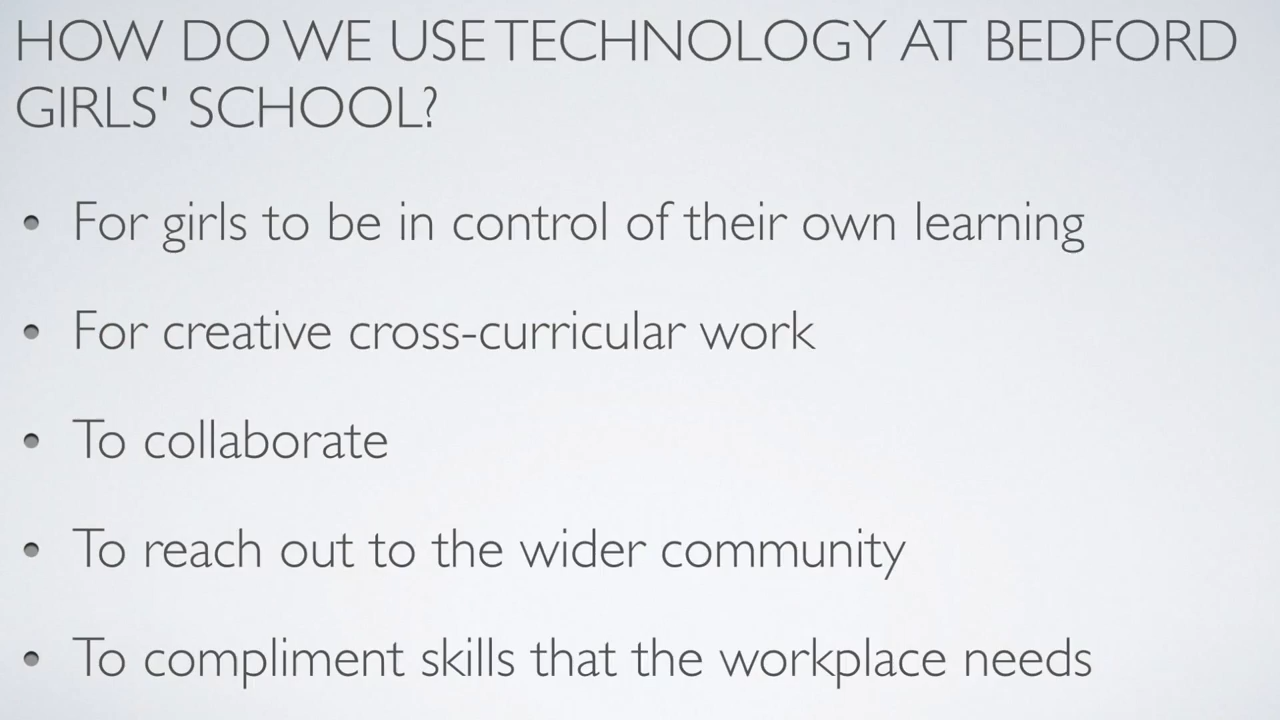 HOW DO WE USE TECHNOLOGY AT BEDFORD
GIRLS' SCHOOL?
• For girls to be in control of their own learning
• For creative cross-curricular work
• To collaborate
• To reach out to the wider community
• To compliment skills that the workplace needs